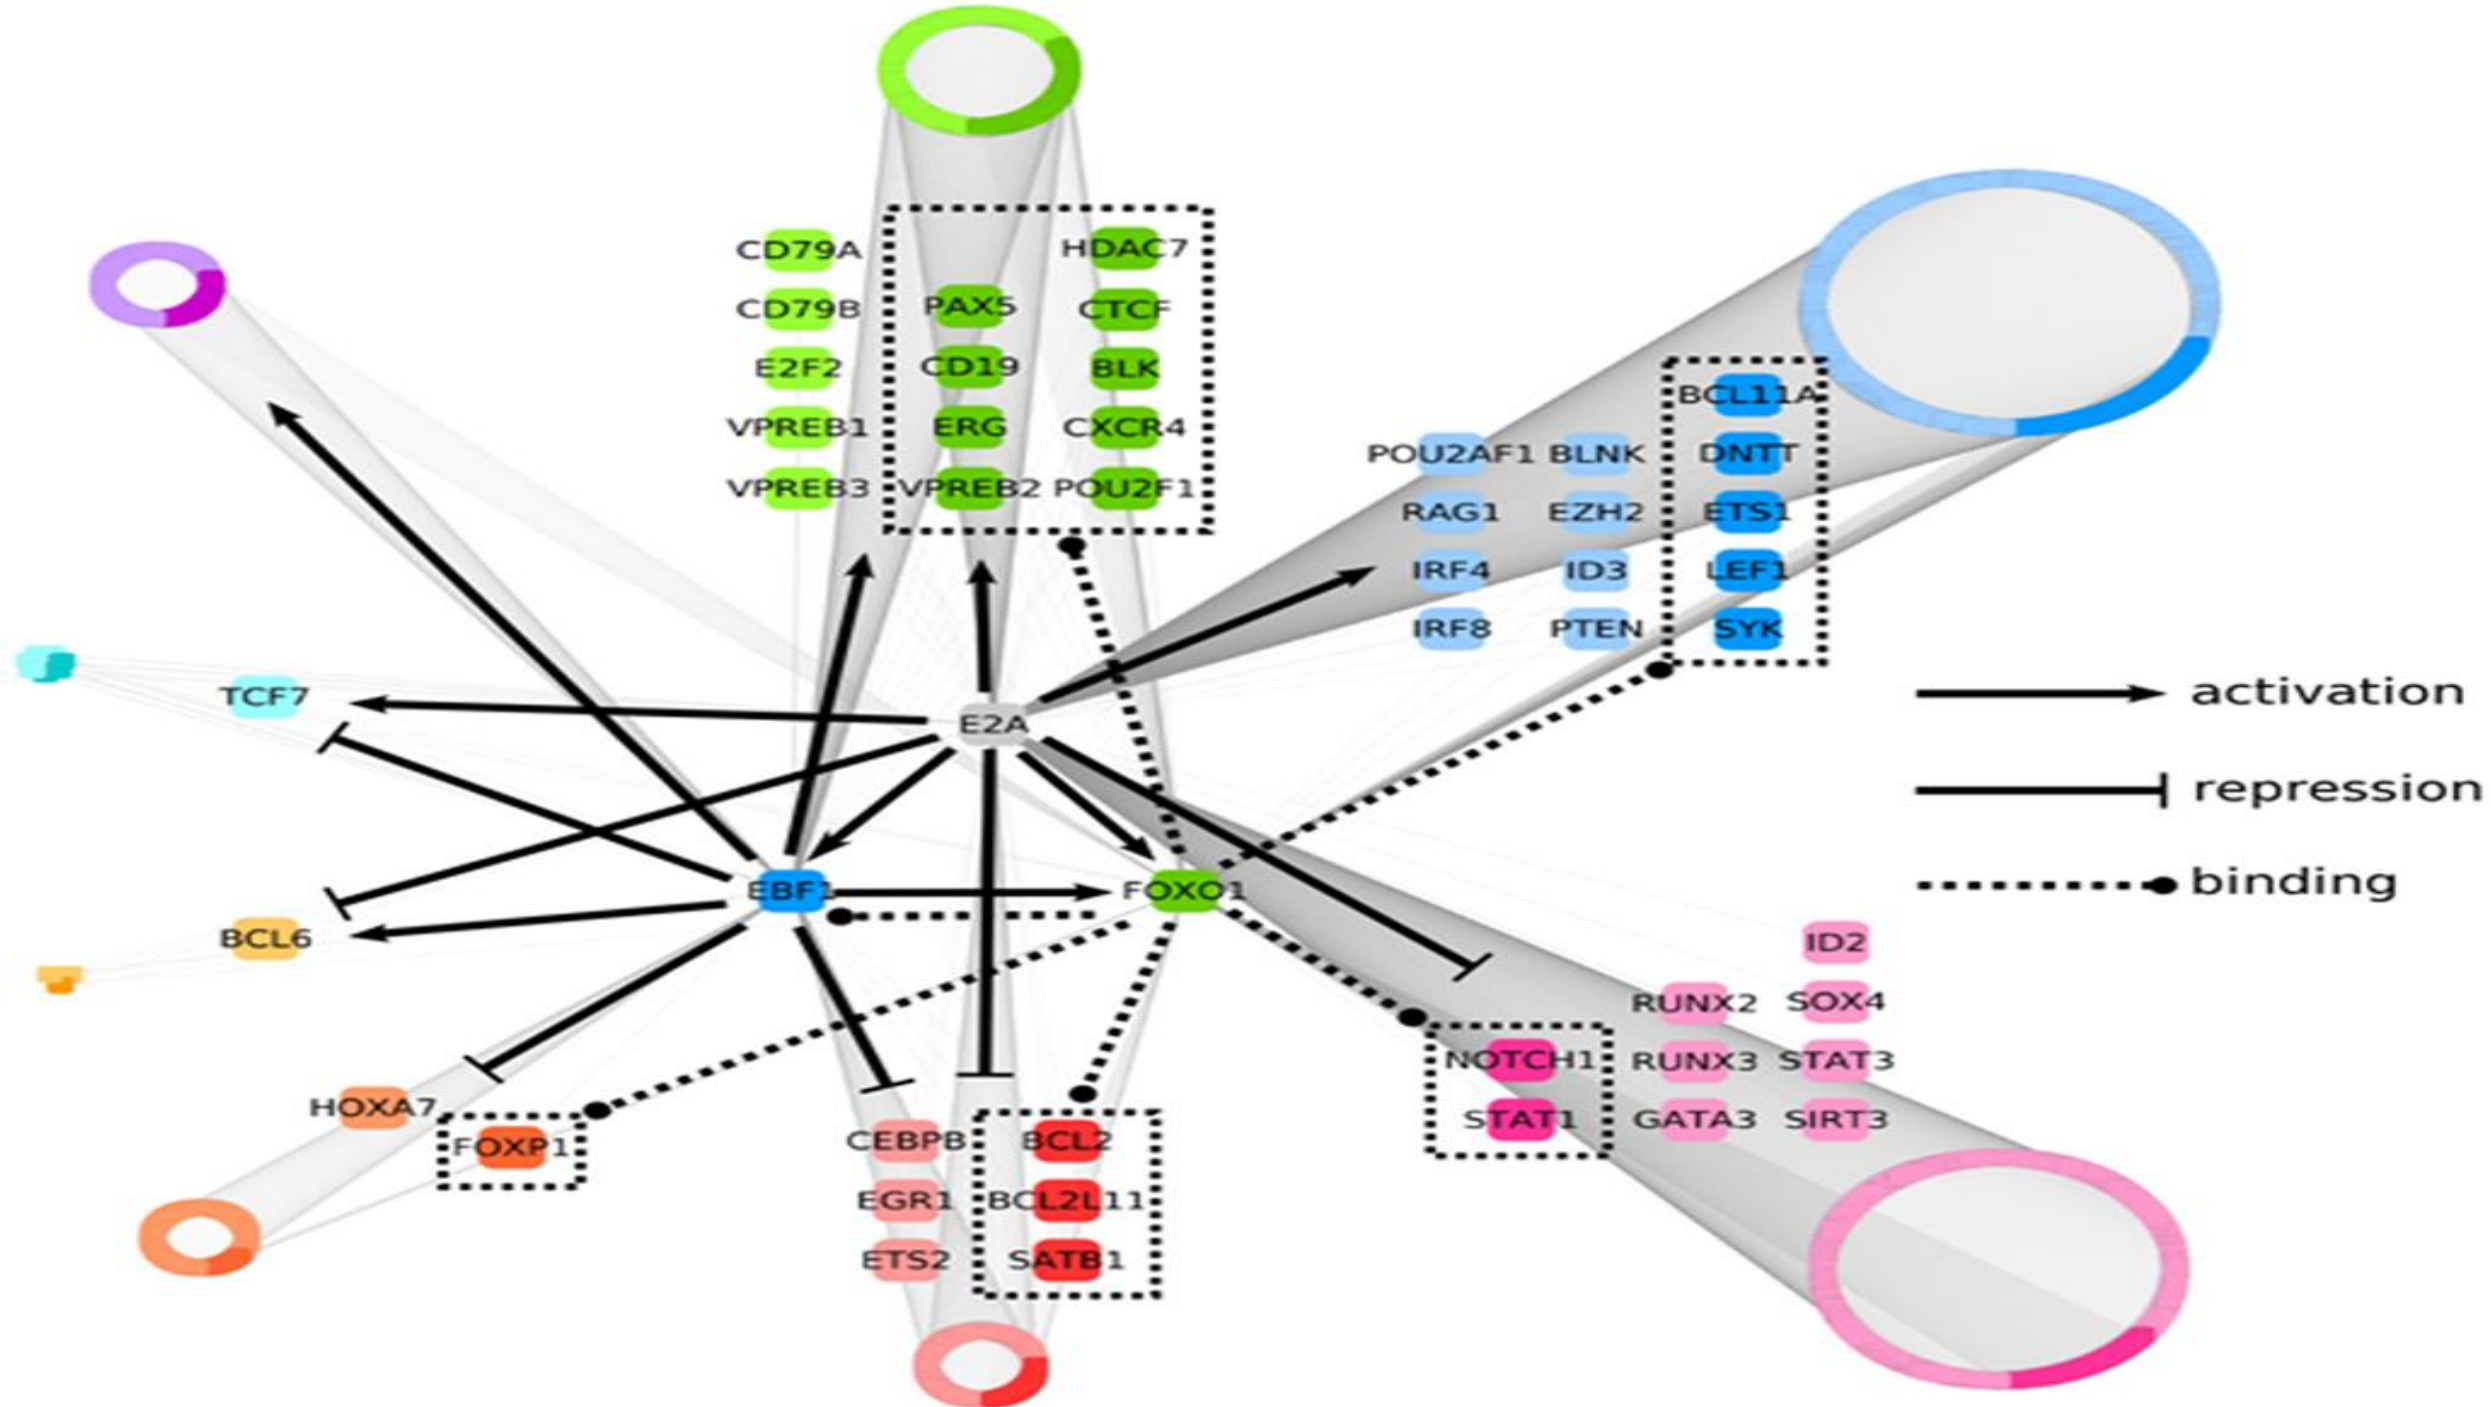 CD79A
HDAC7
CD79B
PAX5
CTCF
E2F2
CD19
BLK
VPREB1
ERG
CXCR4
VPREB3
VPREB2
POU2F1
BCL11A
POU2AF1
BLNK
DNTT
RAG1
EZH2
ETS1
IRF4
ID3
LEF1
IRF8
PTEN
SYK
TCF7
E2A
activation
repression
binding
EBF1
FOXO1
BCL6
ID2
RUNX2
SOX4
NOTCH1
RUNX3
STAT3
STAT1
GATA3
SIRT3
HOXA7
FOXP1
CEBPB
BCL2
EGR1
BCL2L11
ETS2
SATB1